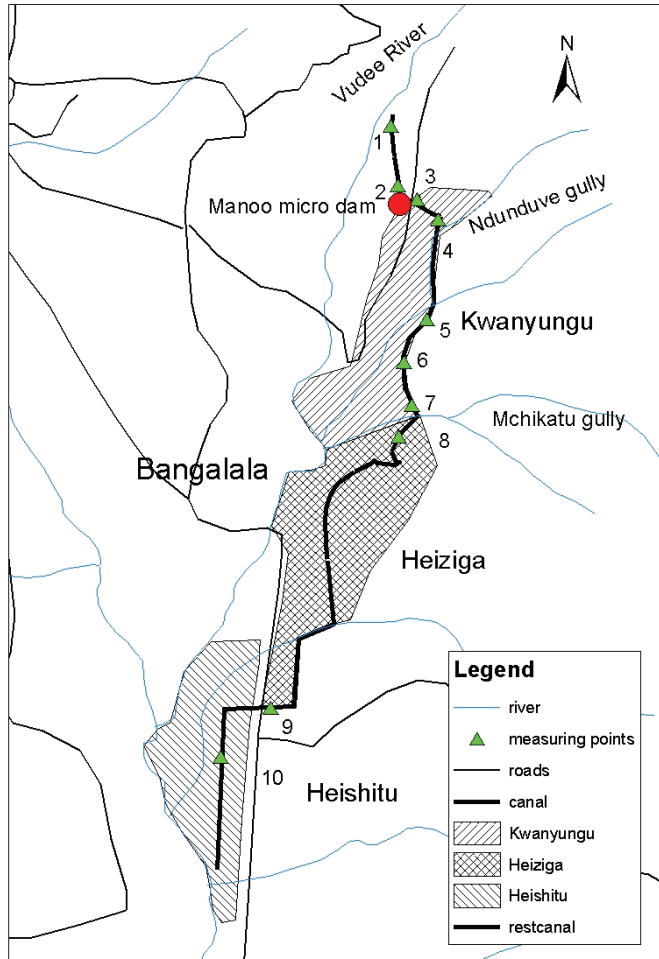 Vudee River
N
1
2
3
Manoo micro dam
Ndunduve gully
4
5
Kwanyungu
6
7
Mchikatu gully
8
Bangalala
Heiziga
9
10
Heishitu
Legend
river
measuring points
roads
canal
Kwanyungu
Heiziga
Heishitu
restcanal